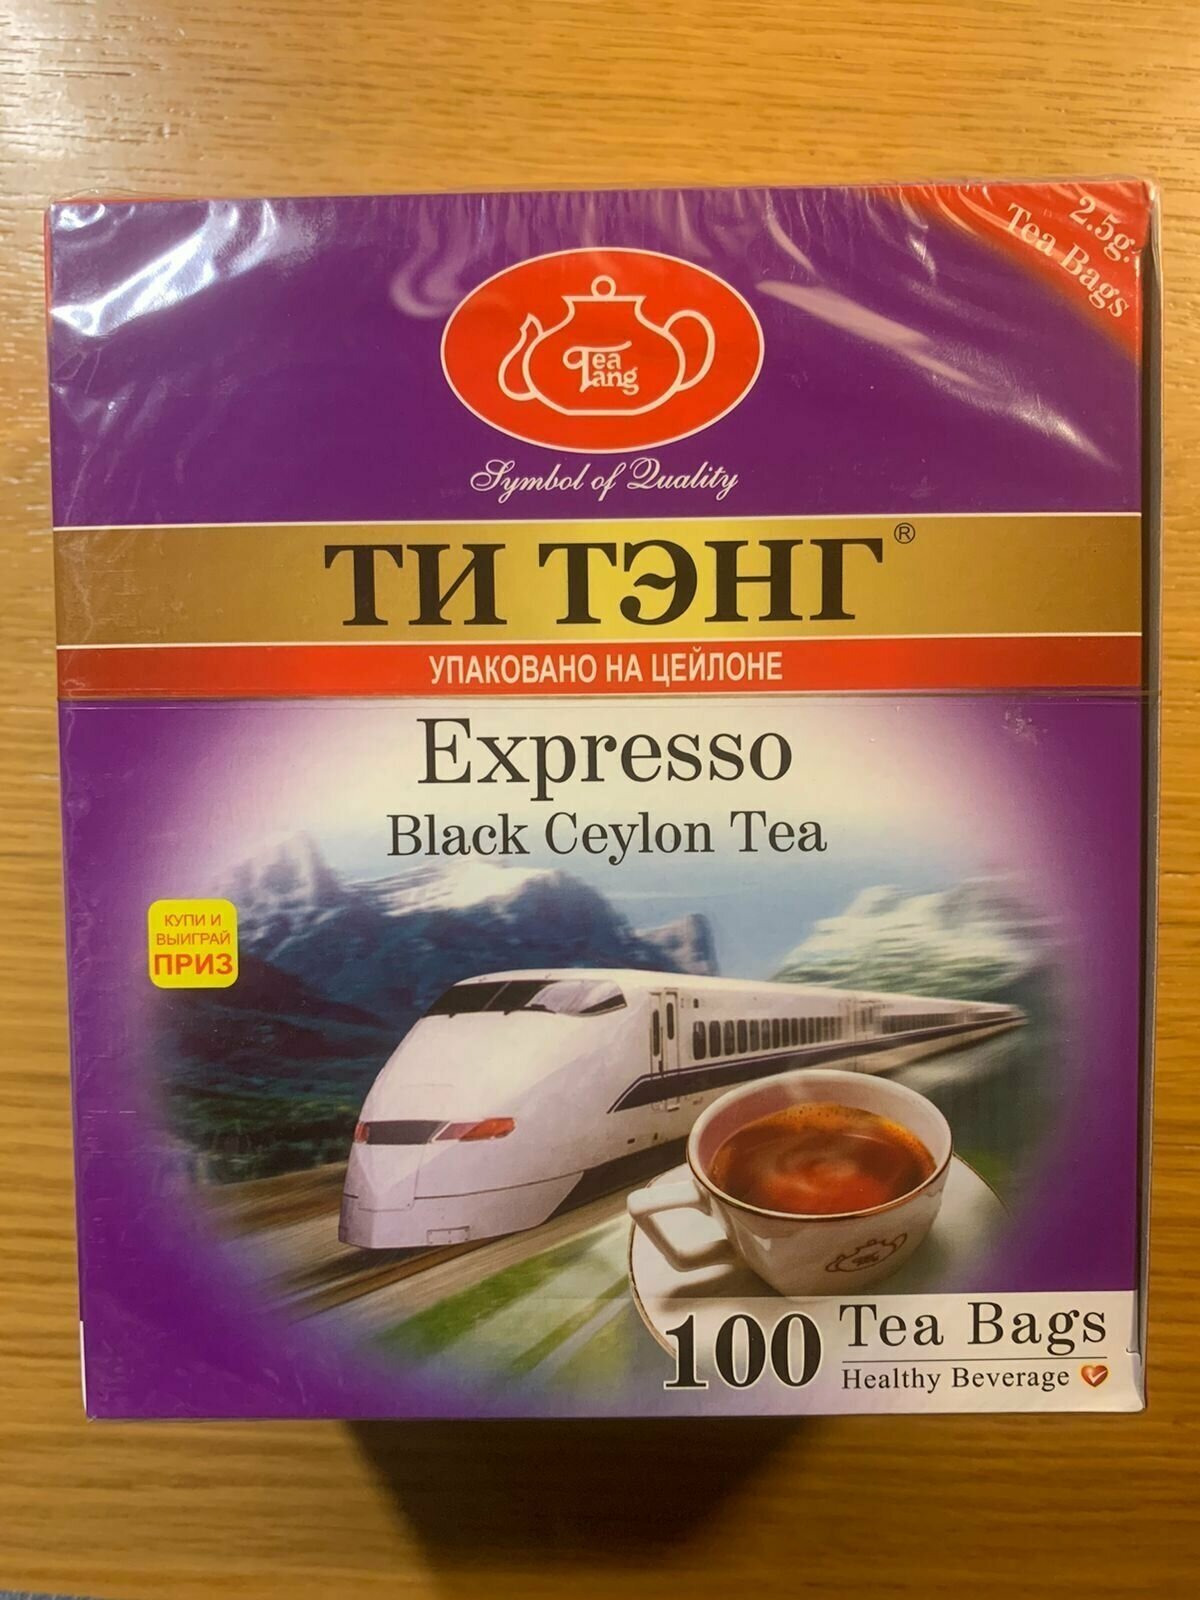 2.5g.
Tea Bags
Tea
Tang
Symbol of Quality
ТИ ТЭНГ®
УПАКОВАНО НА ЦЕЙЛОНЕ
Expresso
Black Ceylon Tea
КУПИ И
ВЫИГРАЙ
ПРИЗ
100 Tea Bags
Healthy Beverage